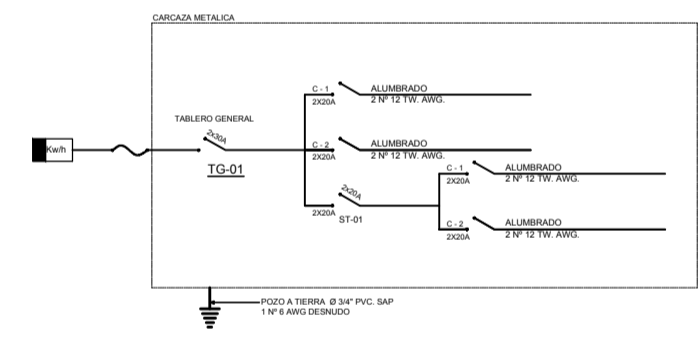 CARCAZA METALICA
C - 1
ALUMBRADO
2X20A
2 Nº 12 TW. AWG.
TABLERO GENERAL
2x30A
Kw/h
TG-01
C - 2
ALUMBRADO
2X20A
2 Nº 12 TW. AWG.
C - 1
ALUMBRADO
2X20A
2 Nº 12 TW. AWG.
2x20A
2X20A
ST-01
C - 2
ALUMBRADO
2X20A
2 Nº 12 TW. AWG.
POZO A TIERRA Ø 3/4" PVC. SAP
1 Nº 6 AWG DESNUDO